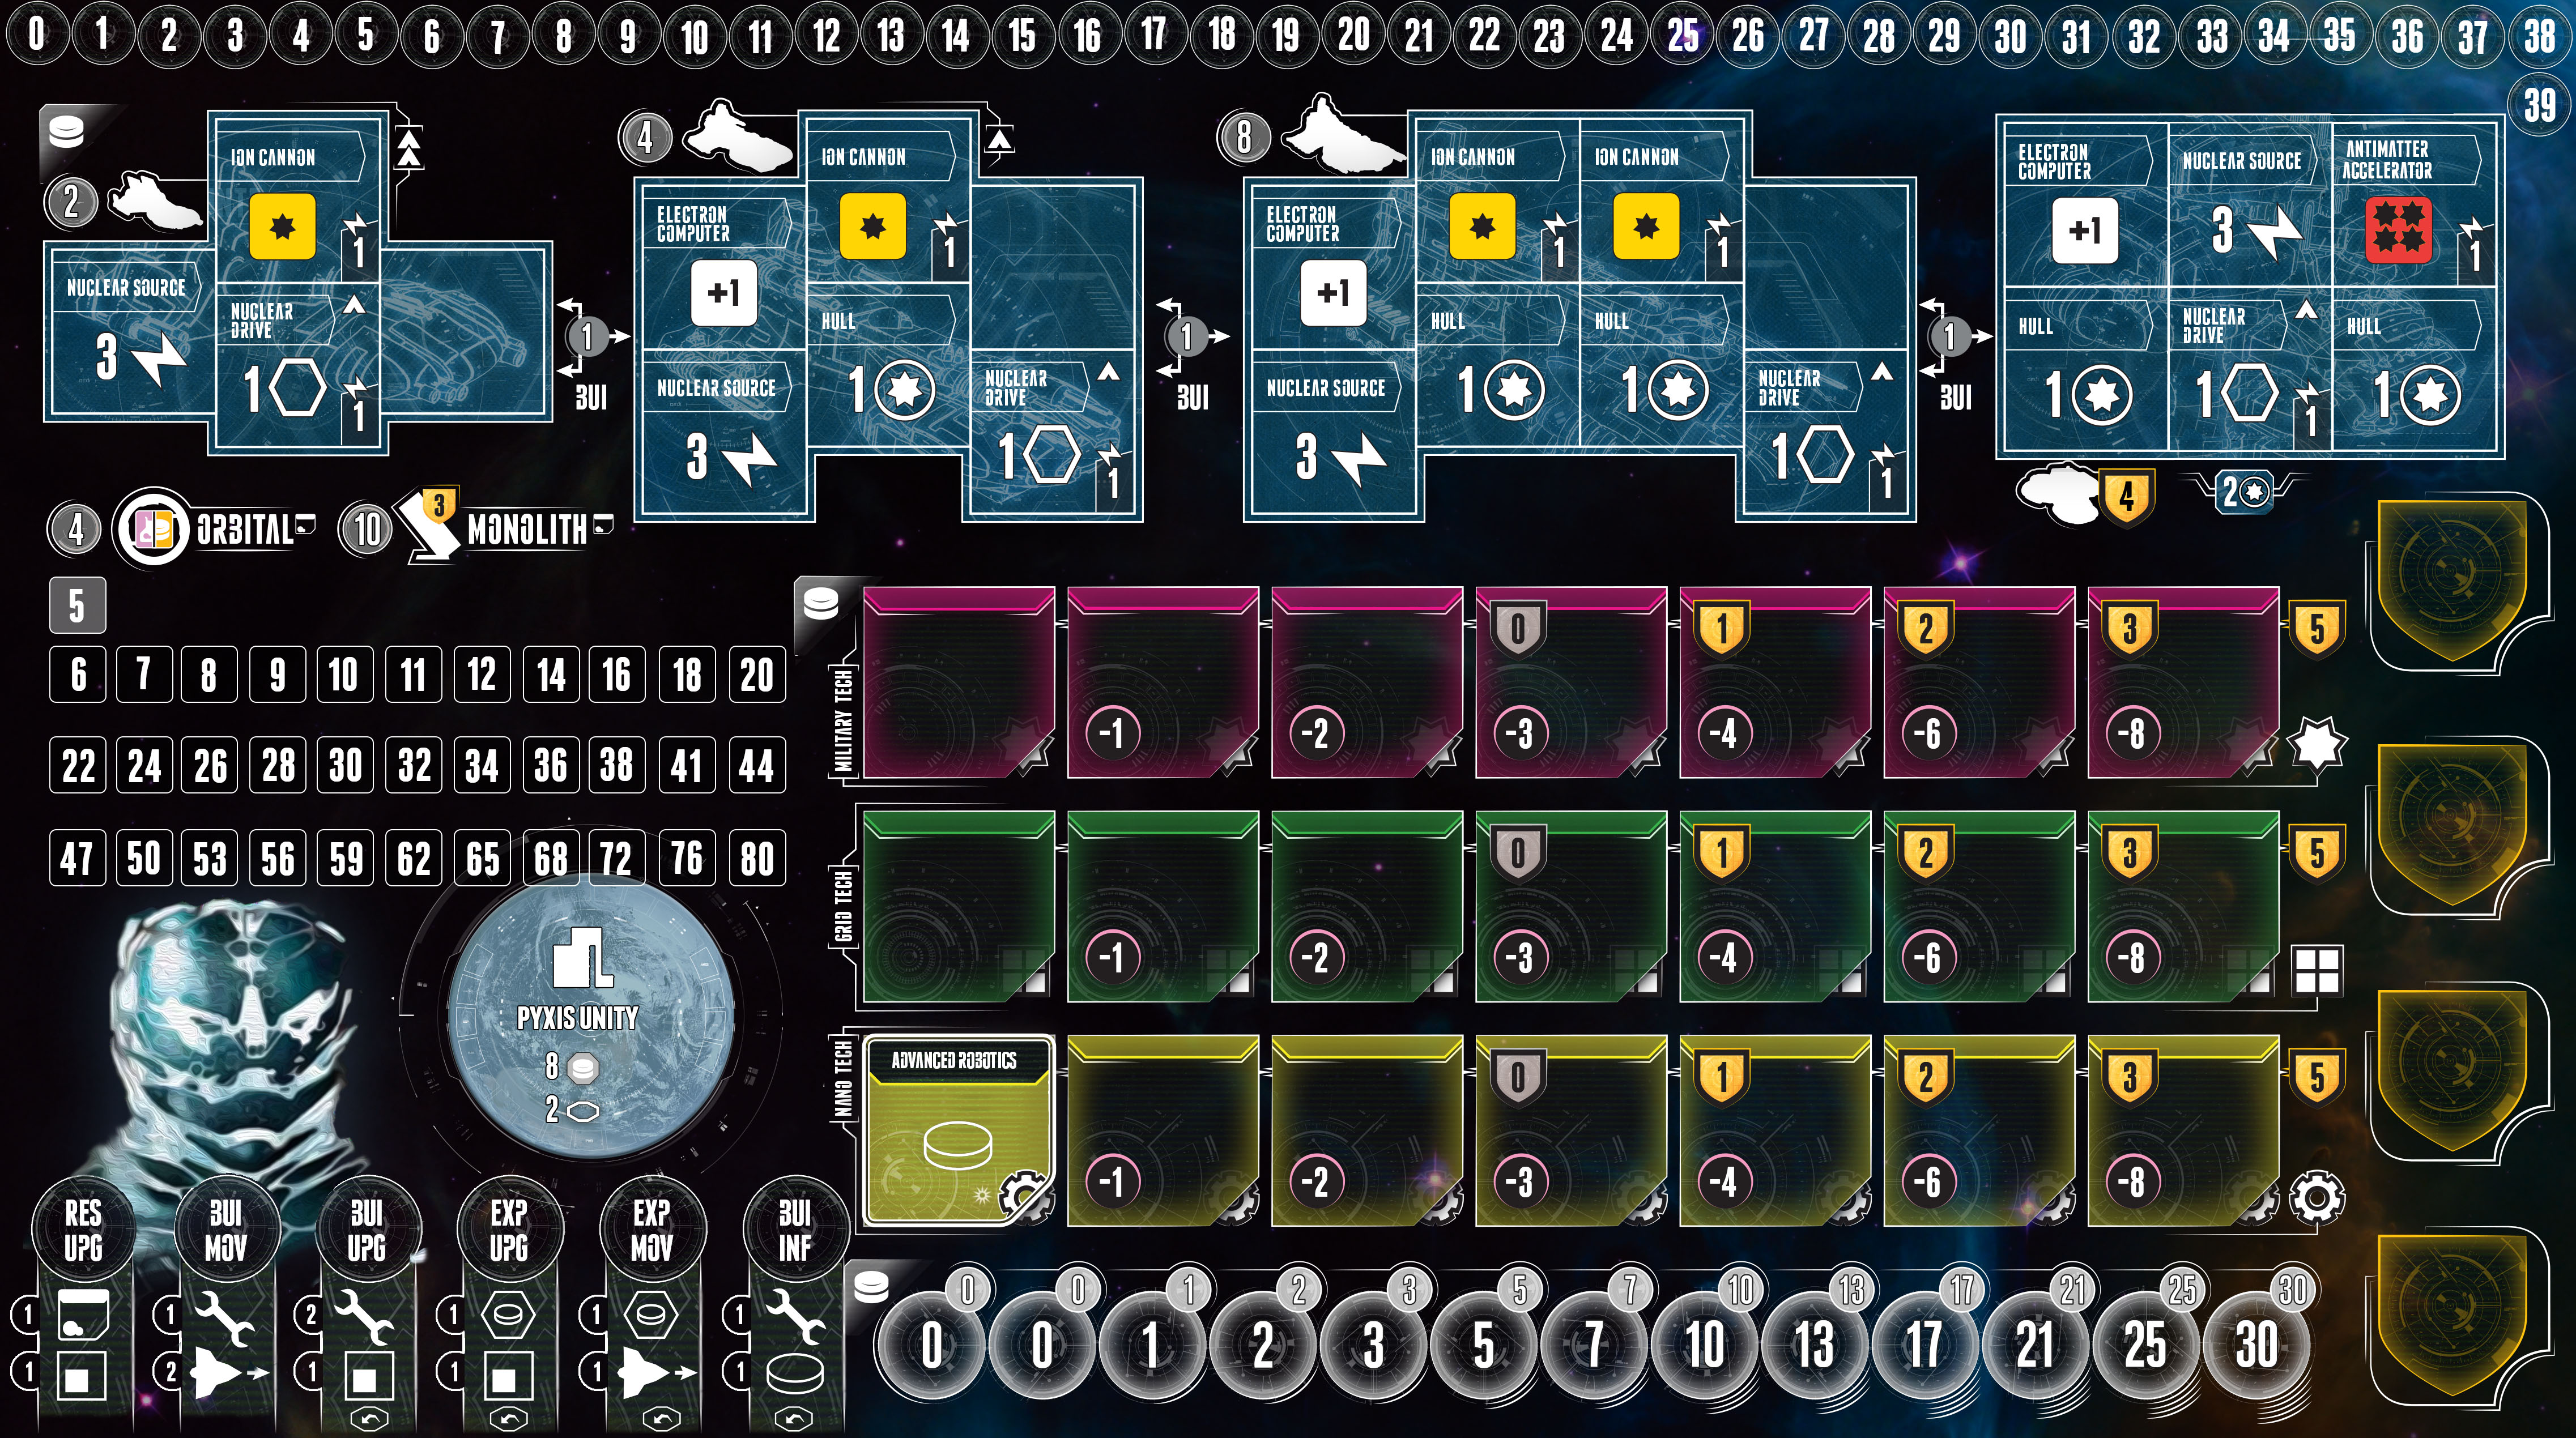 0 1 2 3 4 5 6 7 8 9 10 11 12 13 14 15 16 17 18 19 20 21 22 23 24 25 26 27 28 29 30 31 32 33 34 35 36 37 38
39
2
ION CANNON
1
NUCLEAR SOURCE
3
NUCLEAR
DRIVE
1
1
1
BUI
4
ELECTRON
COMPUTER
+1
ION CANNON
1
NUCLEAR SOURCE
3
HULL
1
NUCLEAR
DRIVE
1
1
1
BUI
8
ELECTRON
COMPUTER
+1
ION CANNON
1
ION CANNON
1
NUCLEAR SOURCE
3
HULL
1
HULL
1
NUCLEAR
DRIVE
1
1
1
BUI
ELECTRON
COMPUTER
+1
NUCLEAR SOURCE
3
ANTIMATTER
ACCELERATOR
1
HULL
1
NUCLEAR
DRIVE
1
1
HULL
1
4
2
4 ORBITAL
10 3 MONOLITH
5
6 7 8 9 10 11 12 14 16 18 20
22 24 26 28 30 32 34 36 38 41 44
47 50 53 56 59 62 65 68 72 76 80
MILITARY TECH
0 1 2 3 5
-1 -2 -3 -4 -6 -8
GRID TECH
0 1 2 3 5
-1 -2 -3 -4 -6 -8
NANO TECH
ADVANCED ROBOTICS
0 1 2 3 5
-1 -2 -3 -4 -6 -8
PYXIS UNITY
8
2
RES
UPG
1
1
BUI
MOV
1
2
BUI
UPG
2
1
EXP
UPG
1
1
EXP
MOV
1
1
BUI
INF
1
1
0 0 1 2 3 5 7 10 13 17 21 25 30
0 0 1 2 3 5 7 10 13 17 21 25 30